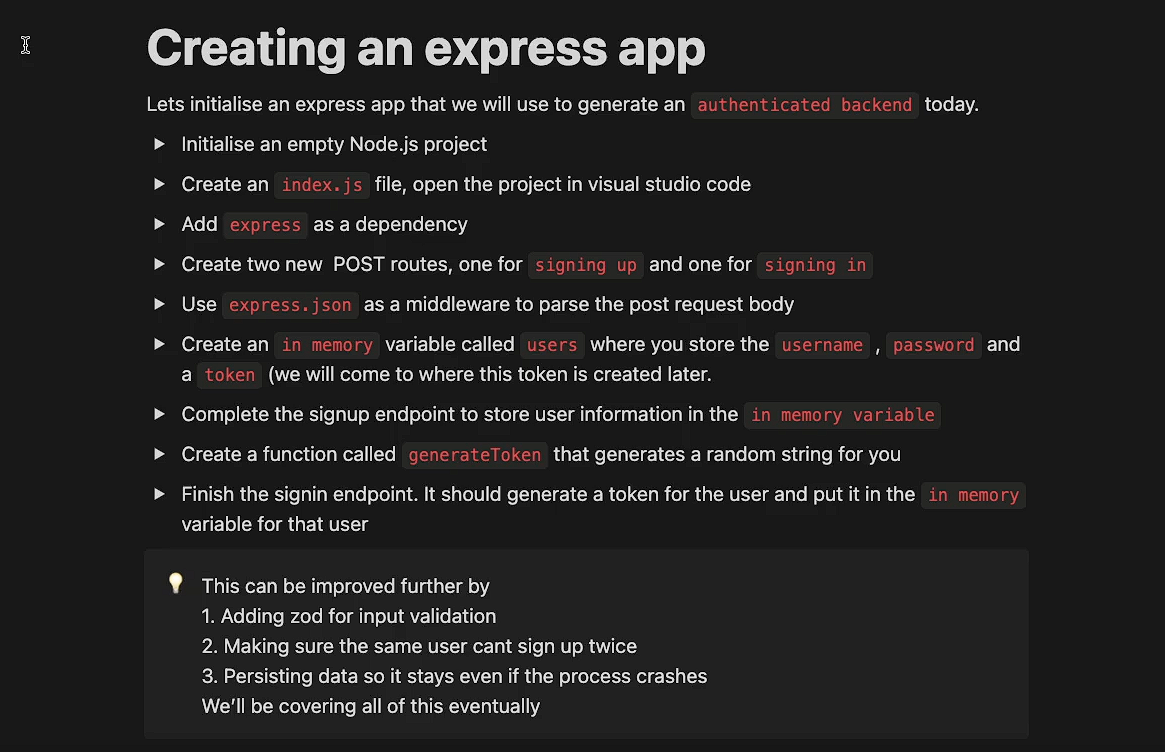 Creating an express app
Lets initialise an express app that we will use to generate an authenticated backend today.
Initialise an empty Node.js project
Create an index.js file, open the project in visual studio code
Add express as a dependency
Create two new POST routes, one for signing up and one for signing in
Use express.json as a middleware to parse the post request body
Create an in memory variable called users where you store the username , password and
a token (we will come to where this token is created later.
Complete the signup endpoint to store user information in the in memory variable
Create a function called generateToken that generates a random string for you
Finish the signin endpoint. It should generate a token for the user and put it in the in memory
variable for that user
This can be improved further by
1. Adding zod for input validation
2. Making sure the same user cant sign up twice
3. Persisting data so it stays even if the process crashes
We’ll be covering all of this eventually